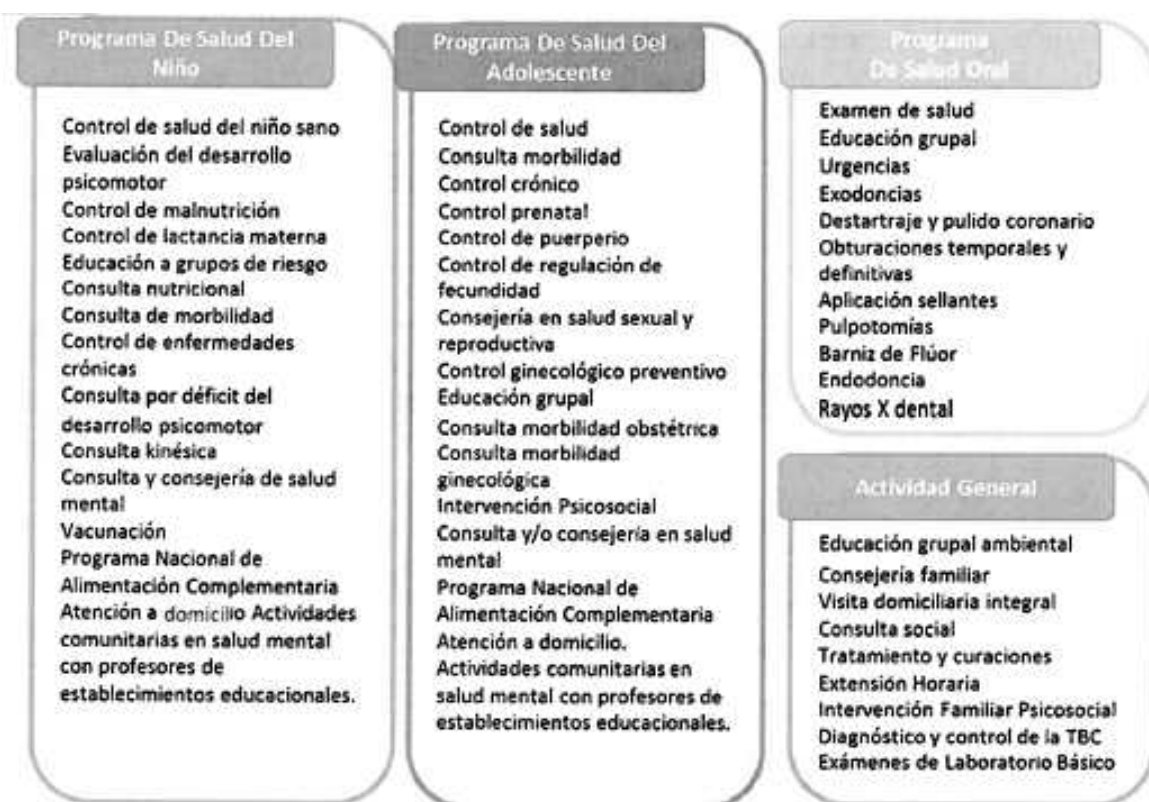 Programa De Salud Del
Niño
Control de salud del niño sano
Evaluación del desarrollo
psicomotor
Control de malnutrición
Control de lactancia materna
Educación a grupos de riesgo
Consulta nutricional
Consulta de morbilidad
Control de enfermedades
crónicas
Consulta por déficit del
desarrollo psicomotor
Consulta kinésica
Consulta y consejería de salud
mental
Vacunación
Programa Nacional de
Alimentación Complementaria
Atención a domicilio Actividades
comunitarias en salud mental
con profesores de
establecimientos educacionales.
Programa De Salud Del
Adolescente
Control de salud
Consulta morbilidad
Control crónico
Control prenatal
Control de puerperio
Control de regulación de
fecundidad
Consejería en salud sexual y
reproductiva
Control ginecológico preventivo
Educación grupal
Consulta morbilidad obstétrica
Consulta morbilidad
ginecológica
Intervención Psicosocial
Consulta y/o consejería en salud
mental
Programa Nacional de
Alimentación Complementaria
Atención a domicilio.
Actividades comunitarias en
salud mental con profesores de
establecimientos educacionales.
Programa
De Salud Oral
Examen de salud
Educación grupal
Urgencias
Exodoncias
Destartraje y pulido coronario
Obturaciones temporales y
definitivas
Aplicación sellantes
Pulpotomías
Barniz de Flúor
Endodoncia
Rayos X dental
Actividad General
Educación grupal ambiental
Consejería familiar
Visita domiciliaria integral
Consulta social
Tratamiento y curaciones
Extensión Horaria
Intervención Familiar Psicosocial
Diagnóstico y control de la TBC
Exámenes de Laboratorio Básico